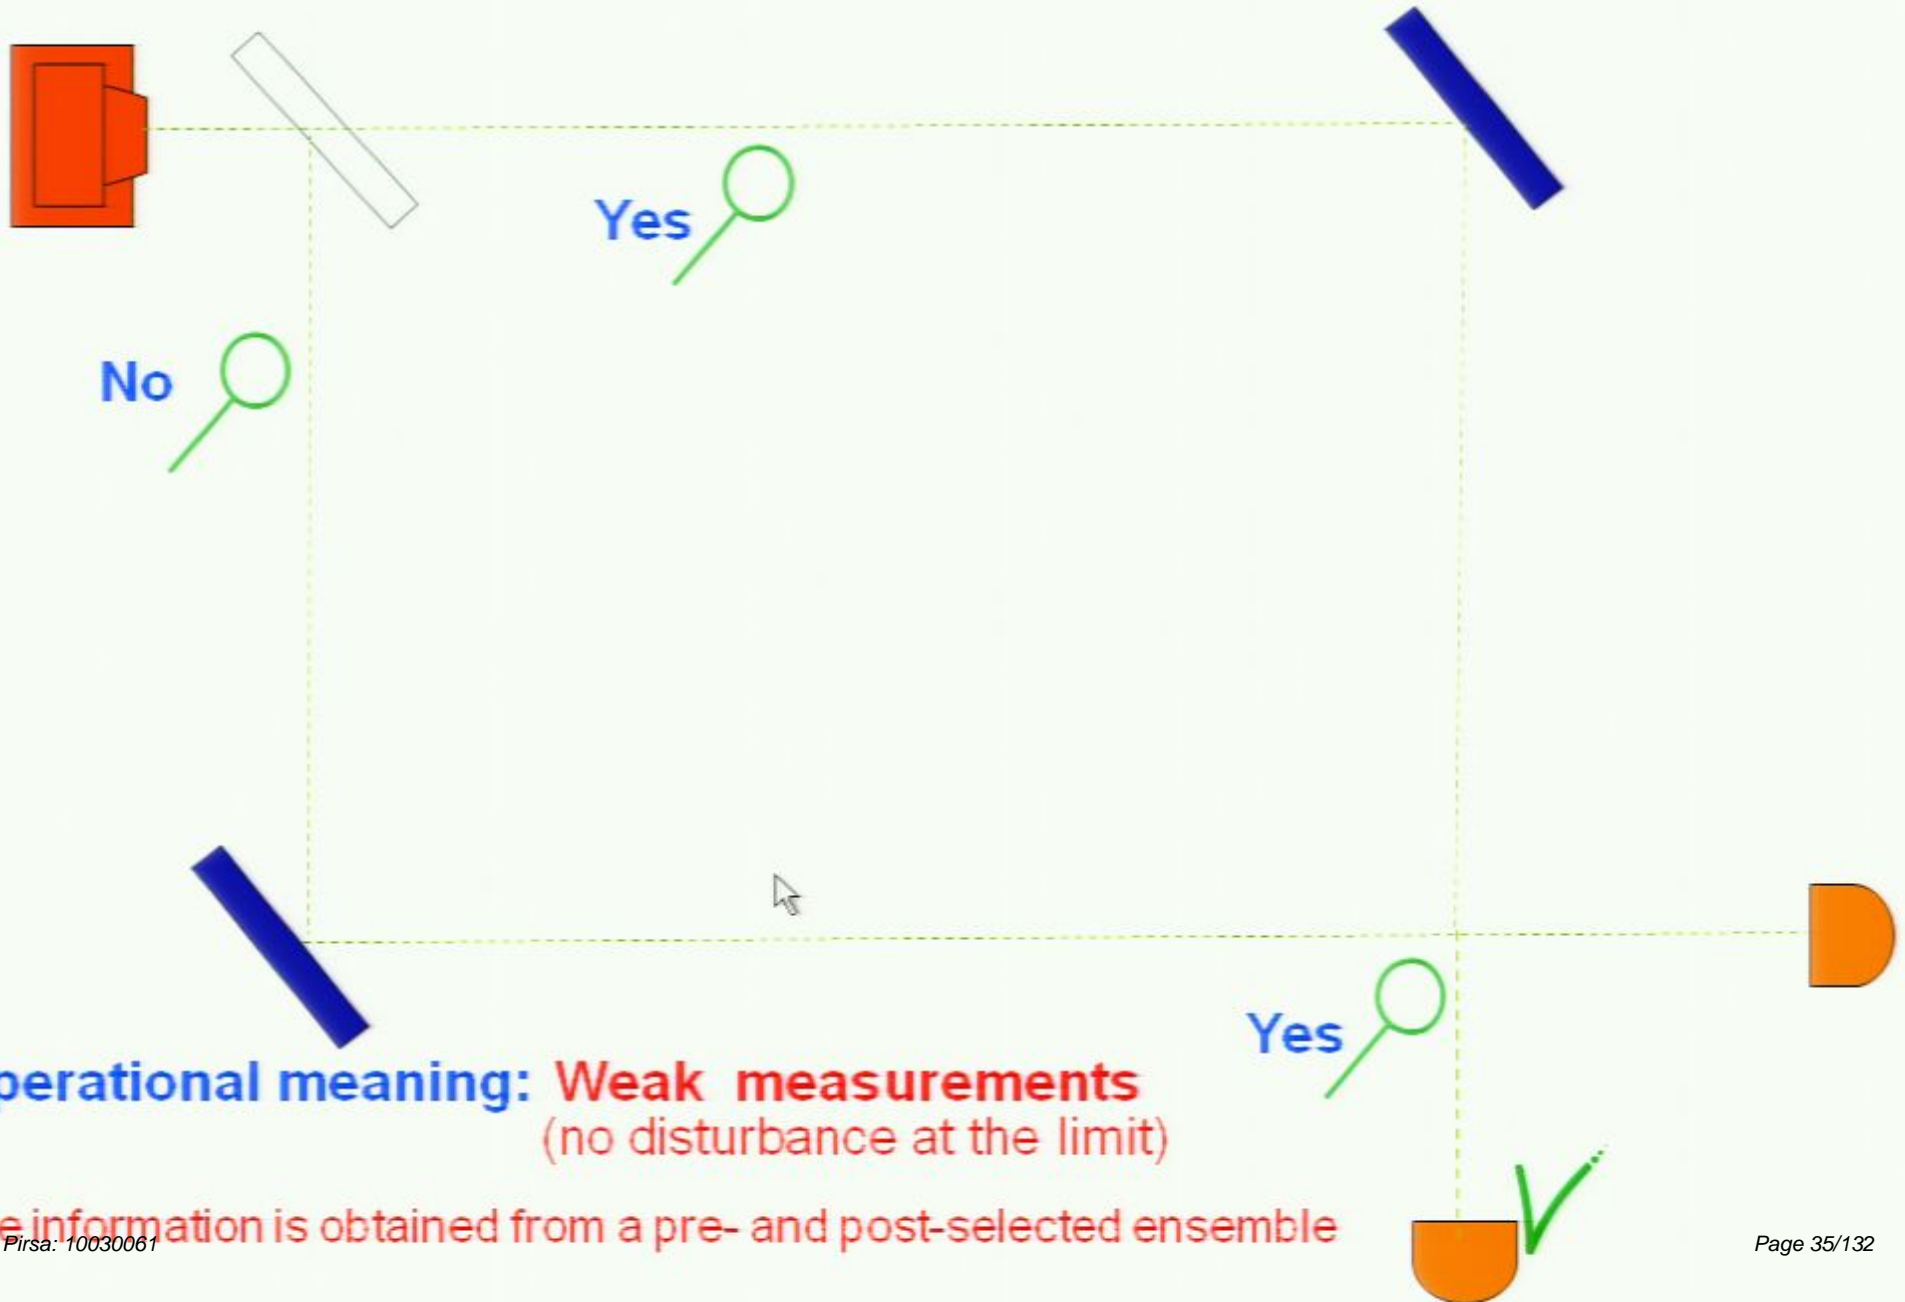 Yes
No
Yes
perational meaning: Weak measurements
(no disturbance at the limit)
e information is obtained from a pre- and post-selected ensemble
Pirsa: 10030061
Page 35/132